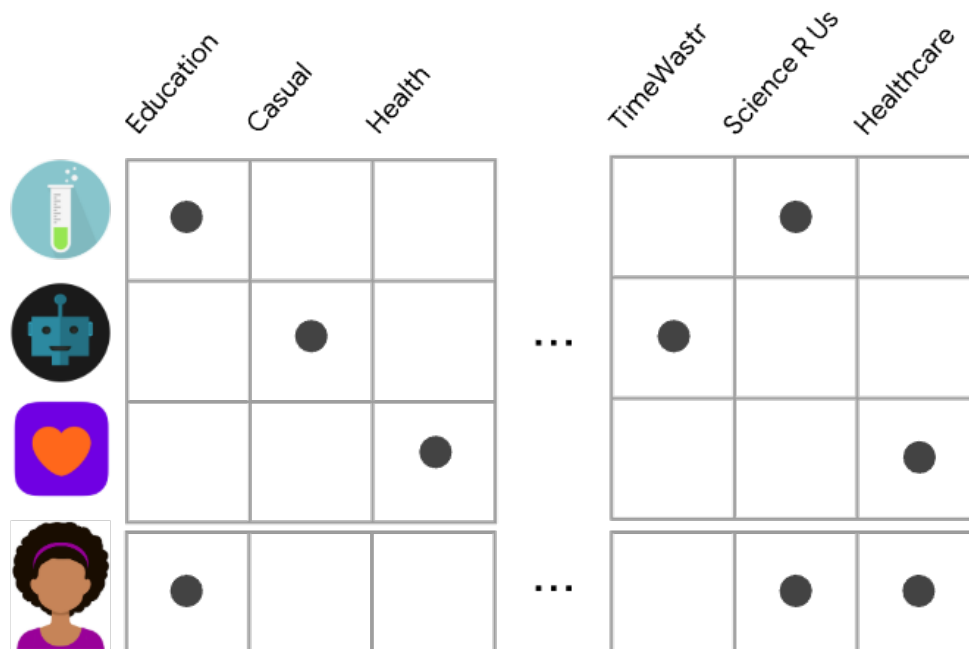 Education
Casual
Health
TimeWastr
Science R Us
Healthcare
...
...